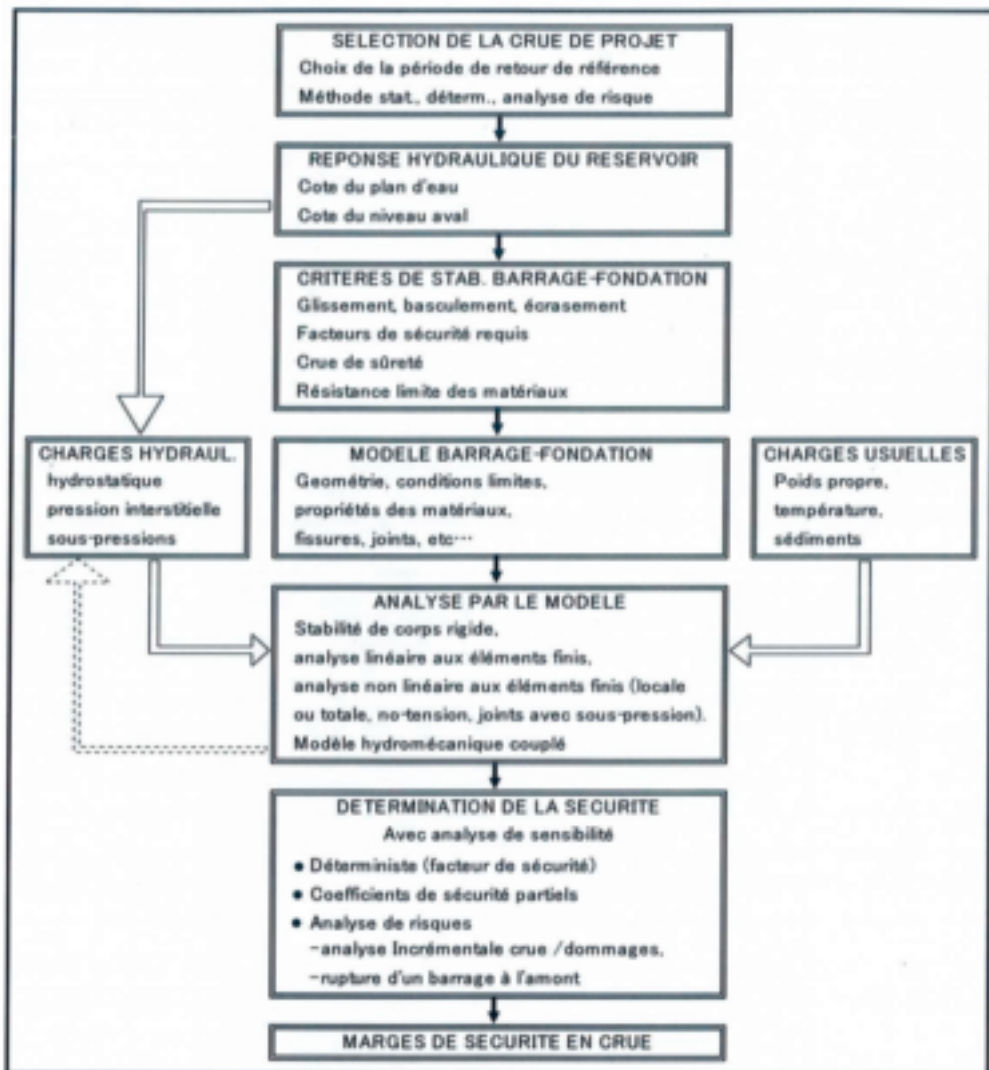 SELECTION DE LA CRUE DE PROJET
Choix de la période de retour de référence
Méthode stat., déterm., analyse de risque
REPONSE HYDRAULIQUE DU RESERVOIR
Cote du plan d'eau
Cote du niveau aval
CRITERES DE STAB. BARRAGE-FONDATION
Glissement, basculement, écrasement
Facteurs de sécurité requis
Crue de sûreté
Résistance limite des matériaux
CHARGES HYDRAUL.
hydrostatique
pression interstitielle
sous-pressions
MODELE BARRAGE-FONDATION
Geométrie, conditions limites,
propriétés des matériaux,
fissures, joints, etc…
CHARGES USUELLES
Poids propre,
température,
sédiments
ANALYSE PAR LE MODELE
Stabilité de corps rigide,
analyse linéaire aux éléments finis,
analyse non linéaire aux éléments finis (locale
ou totale, no-tension, joints avec sous-pression).
Modèle hydromécanique couplé
DETERMINATION DE LA SECURITE
Avec analyse de sensibilité
● Déterministe (facteur de sécurité)
● Coefficients de sécurité partiels
● Analyse de risques
-analyse Incrémentale crue /dommages,
-rupture d'un barrage à l'amont
MARGES DE SECURITE EN CRUE